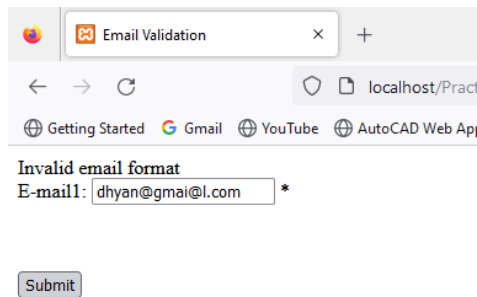 Email Validation
localhost/Pract
Getting Started Gmail YouTube AutoCAD Web App
Invalid email format
E-mail1: dhyan@gmai@l.com *
Submit